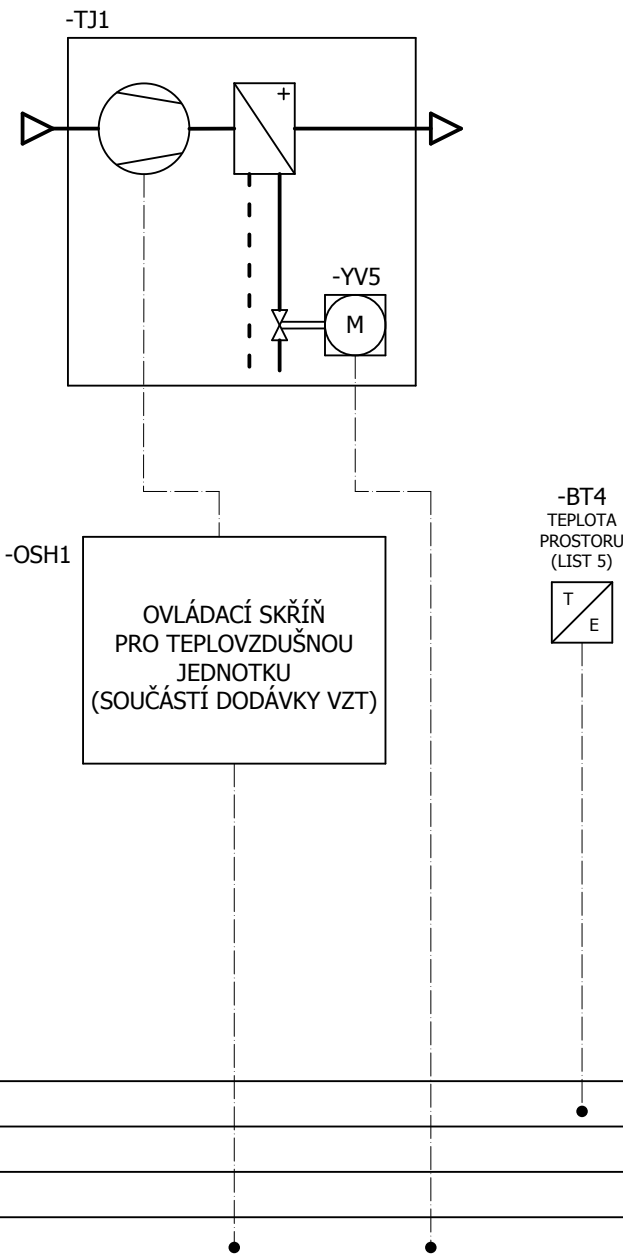 -TJ1
+
-YV5
M
-OSH1
OVLÁDACÍ SKŘÍŇ
PRO TEPLOVZDUŠNOU
JEDNOTKU
(SOUČÁSTÍ DODÁVKY VZT)
-BT4
TEPLOTA
PROSTORU
(LIST 5)
T
E